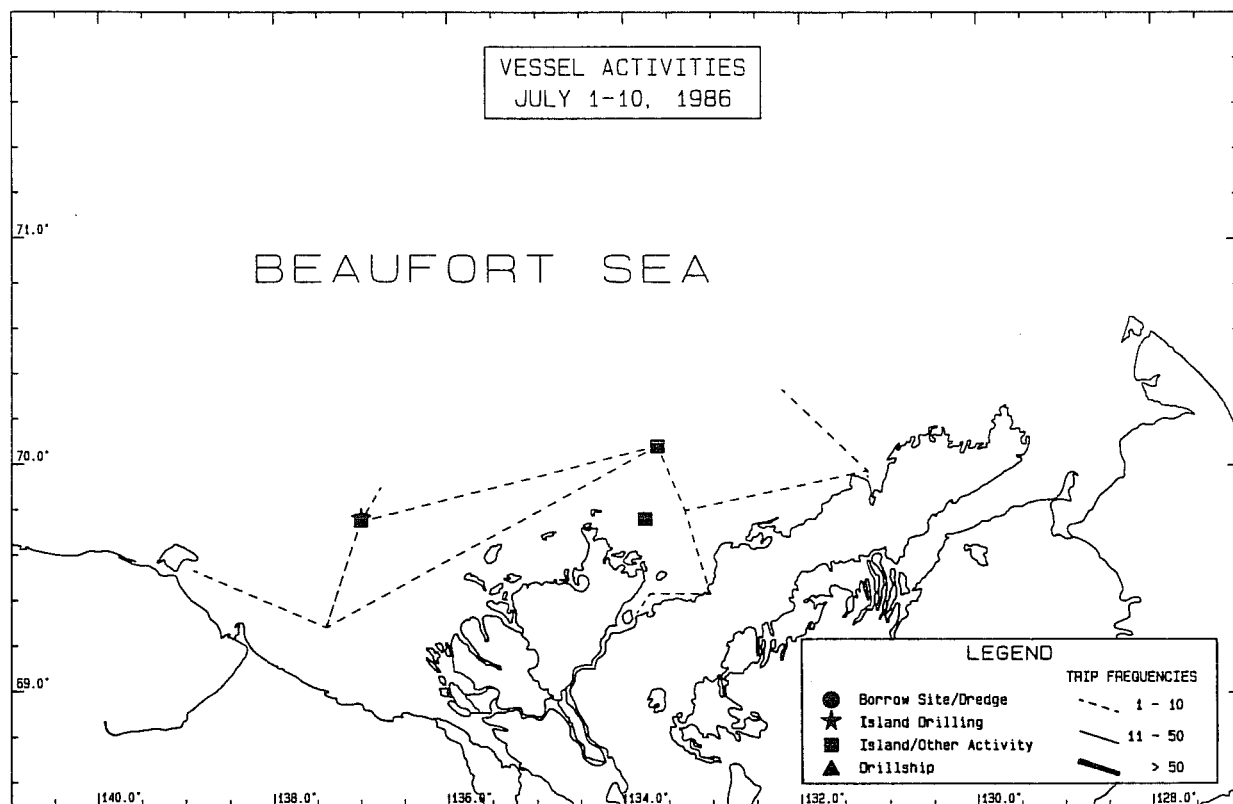 VESSEL ACTIVITIES
JULY 1-10, 1986
71.0°
BEAUFORT SEA
70.0°
69.0°
LEGEND
TRIP FREQUENCIES
Borrow Site/Dredge
1 - 10
Island Drilling
11 - 50
Island/Other Activity
> 50
Drillship
140.0° 138.0° 136.0° 134.0° 132.0° 130.0° 128.0°